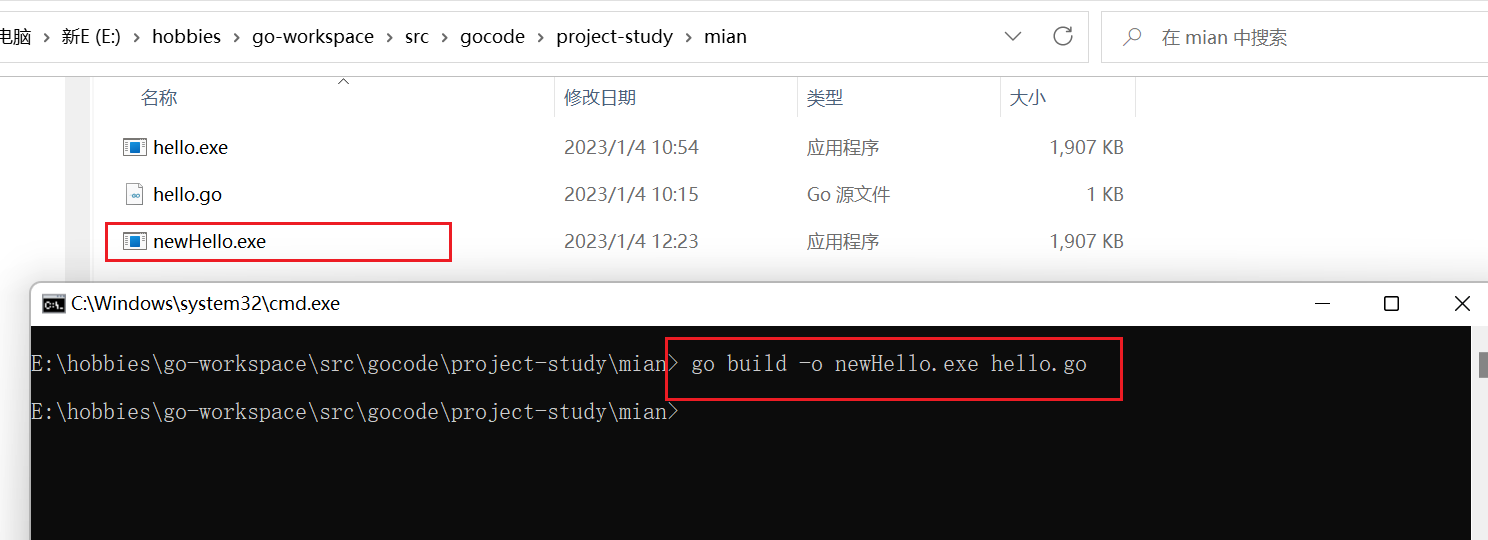 电脑 › 新E (E:) › hobbies › go-workspace › src › gocode › project-study › mian
在 mian 中搜索
名称 修改日期 类型 大小
hello.exe 2023/1/4 10:54 应用程序 1,907 KB
hello.go 2023/1/4 10:15 Go 源文件 1 KB
newHello.exe 2023/1/4 12:23 应用程序 1,907 KB
C:\Windows\system32\cmd.exe
E:\hobbies\go-workspace\src\gocode\project-study\mian> go build -o newHello.exe hello.go
E:\hobbies\go-workspace\src\gocode\project-study\mian>